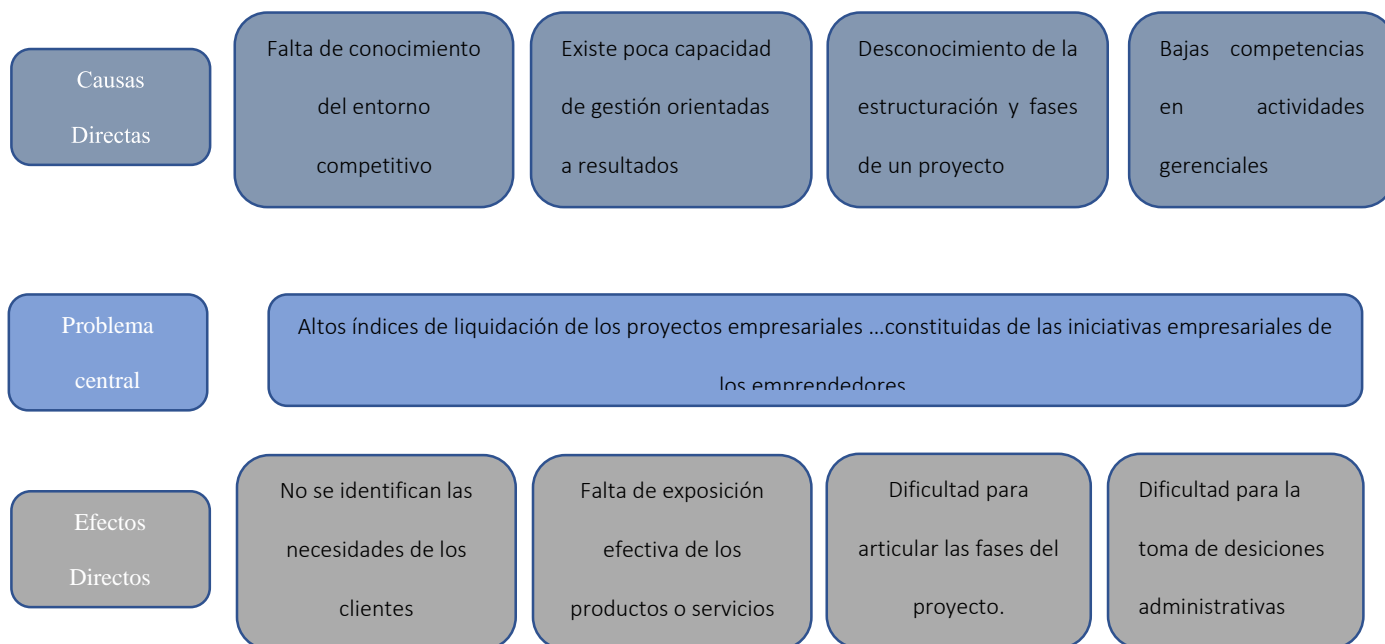 Causas
Directas
Falta de conocimiento
del entorno
competitivo
Existe poca capacidad
de gestión orientadas
a resultados
Desconocimiento de la
estructuración y fases
de un proyecto
Bajas competencias
en actividades
gerenciales
Problema
central
Altos índices de liquidación de los proyectos empresariales ...constituidas de las iniciativas empresariales de
los emprendedores
Efectos
Directos
No se identifican las
necesidades de los
clientes
Falta de exposición
efectiva de los
productos o servicios
Dificultad para
articular las fases del
proyecto.
Dificultad para la
toma de desiciones
administrativas